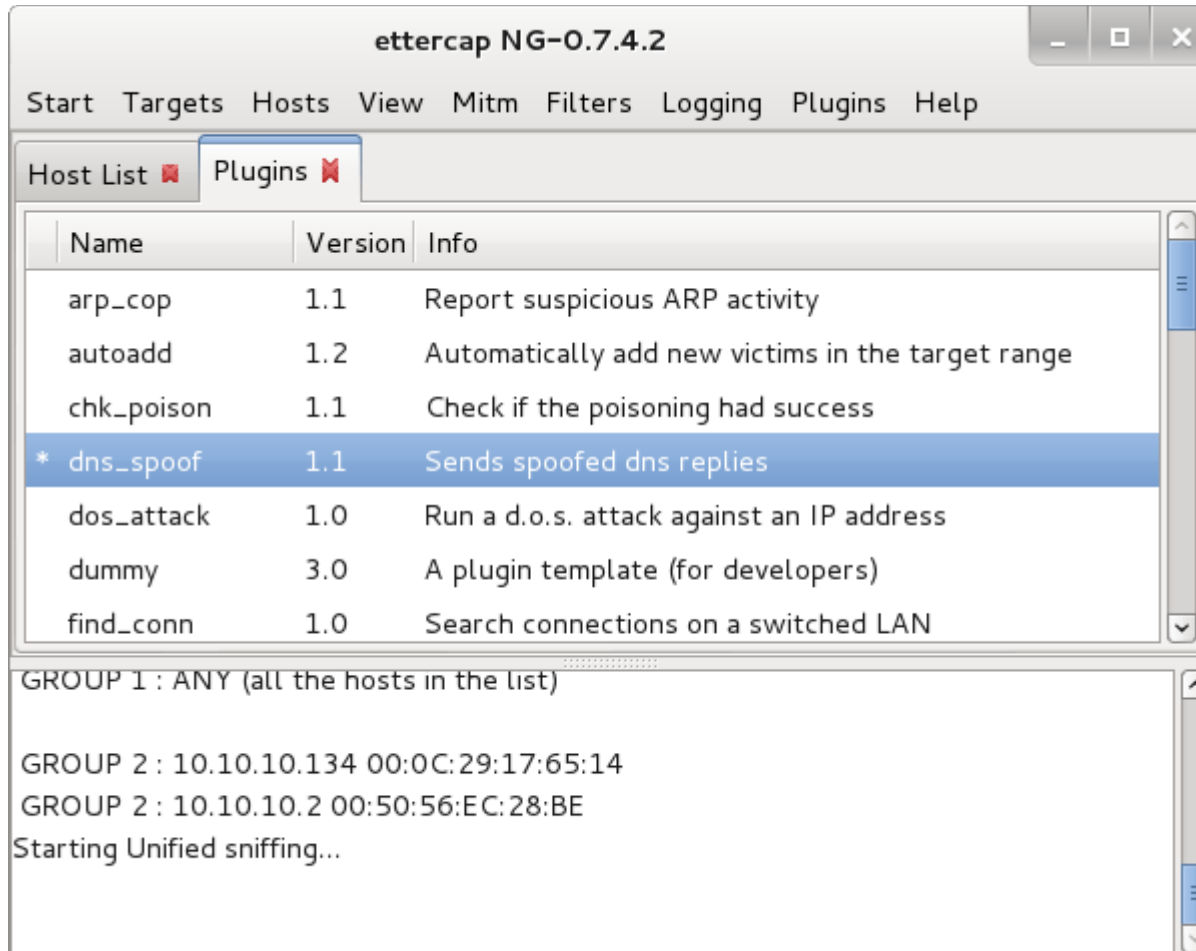 ettercap NG-0.7.4.2
Start Targets Hosts View Mitm Filters Logging Plugins Help
Host List Plugins
Name Version Info
arp_cop 1.1 Report suspicious ARP activity
autoadd 1.2 Automatically add new victims in the target range
chk_poison 1.1 Check if the poisoning had success
* dns_spoof 1.1 Sends spoofed dns replies
dos_attack 1.0 Run a d.o.s. attack against an IP address
dummy 3.0 A plugin template (for developers)
find_conn 1.0 Search connections on a switched LAN
GROUP 1 : ANY (all the hosts in the list)
GROUP 2 : 10.10.10.134 00:0C:29:17:65:14
GROUP 2 : 10.10.10.2 00:50:56:EC:28:BE
Starting Unified sniffing...